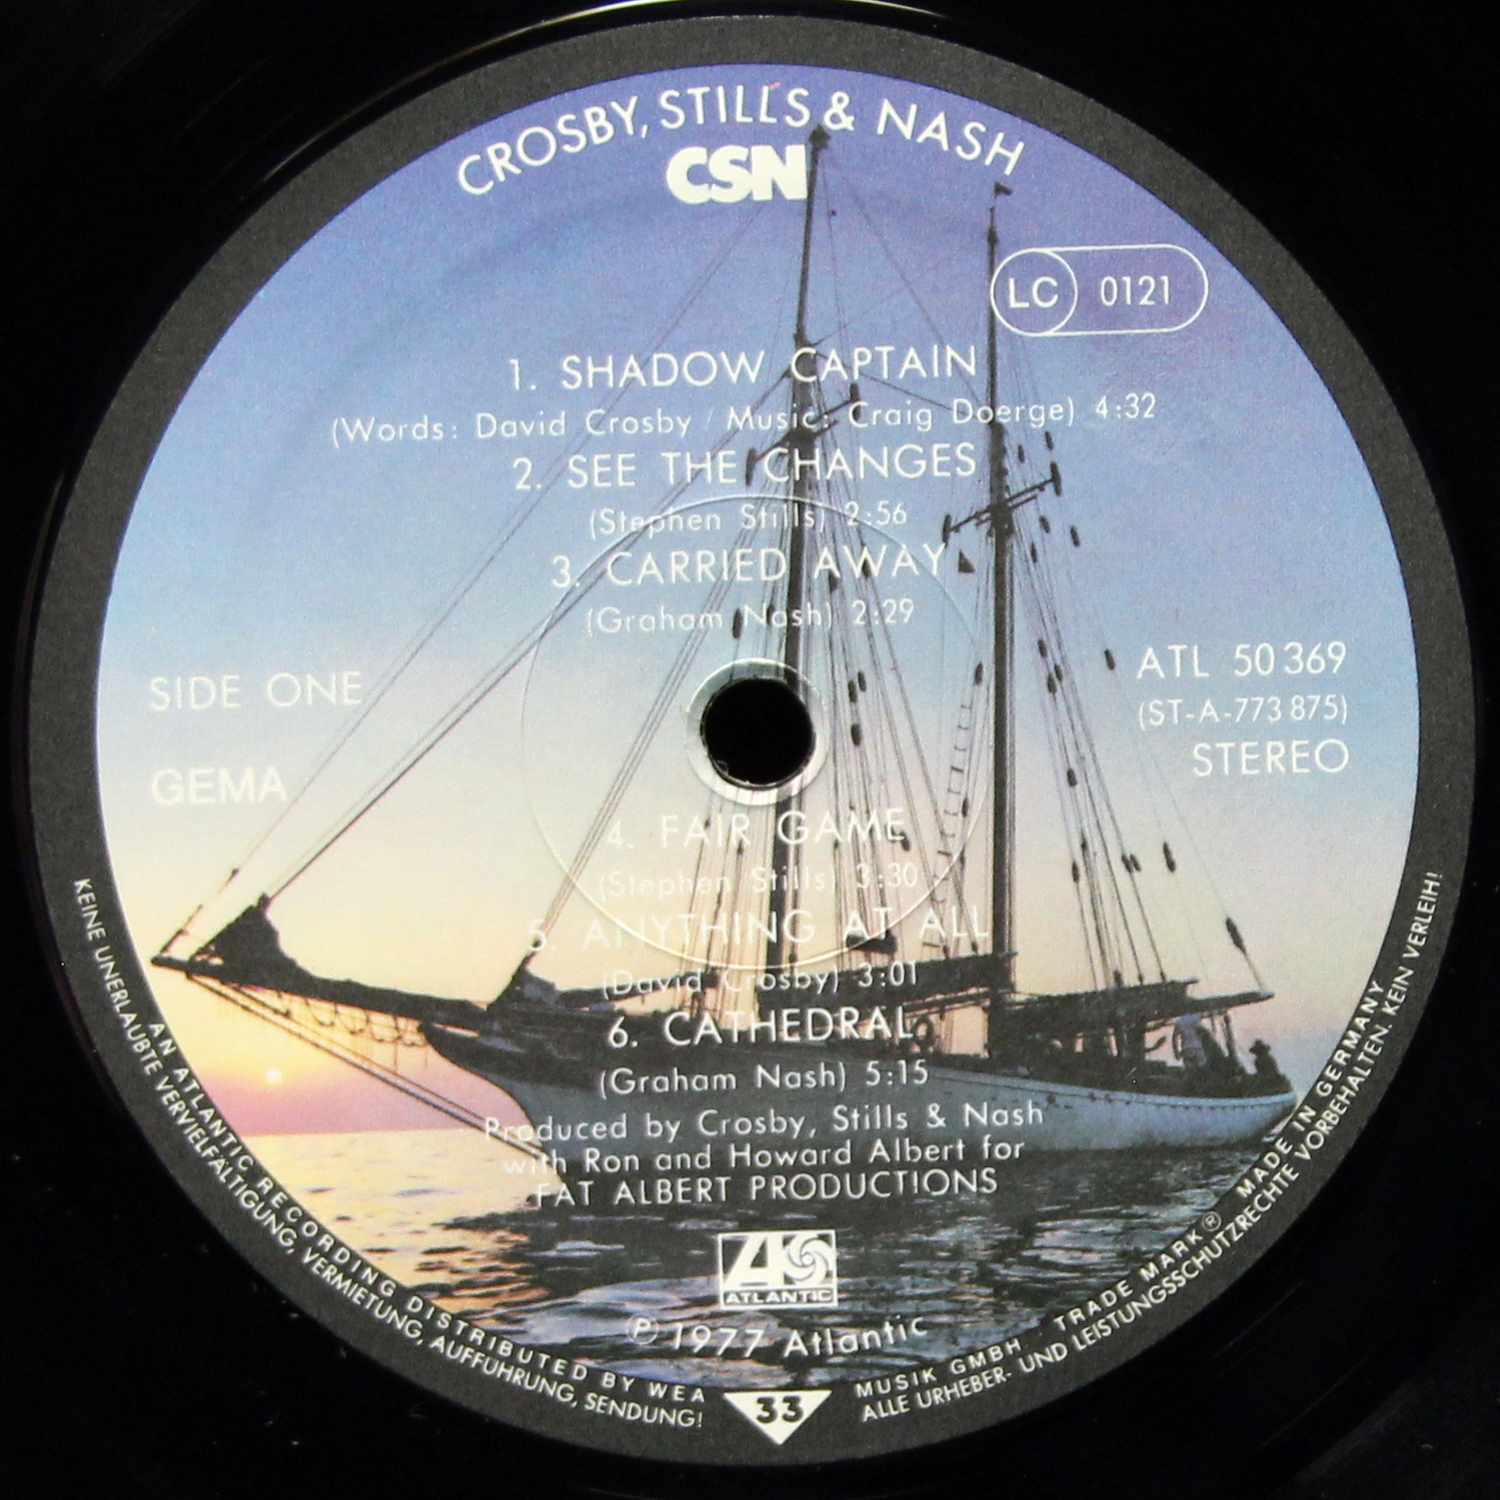 CROSBY, STILLS & NASH
CSN
LC 0121
1. SHADOW CAPTAIN
(Words: David Crosby / Music: Craig Doerge) 4:32
2. SEE THE CHANGES
(Stephen Stills) 2:56
3. CARRIED AWAY
(Graham Nash) 2:29
SIDE ONE
GEMA
ATL 50 369
(ST-A-773 875)
STEREO
4. FAIR GAME
(Stephen Stills) 3:30
5. ANYTHING AT ALL
(David Crosby) 3:01
6. CATHEDRAL
(Graham Nash) 5:15
Produced by Crosby, Stills & Nash
with Ron and Howard Albert for
FAT ALBERT PRODUCTIONS
ATLANTIC
℗ 1977 Atlantic
AN ATLANTIC RECORDING DISTRIBUTED BY WEA MUSIK GMBH · TRADE MARK ® MADE IN GERMANY
KEINE UNERLAUBTE VERVIELFÄLTIGUNG, VERMIETUNG, AUFFÜHRUNG, SENDUNG! ALLE URHEBER- UND LEISTUNGSSCHUTZRECHTE VORBEHALTEN. KEIN VERLEIH!
33